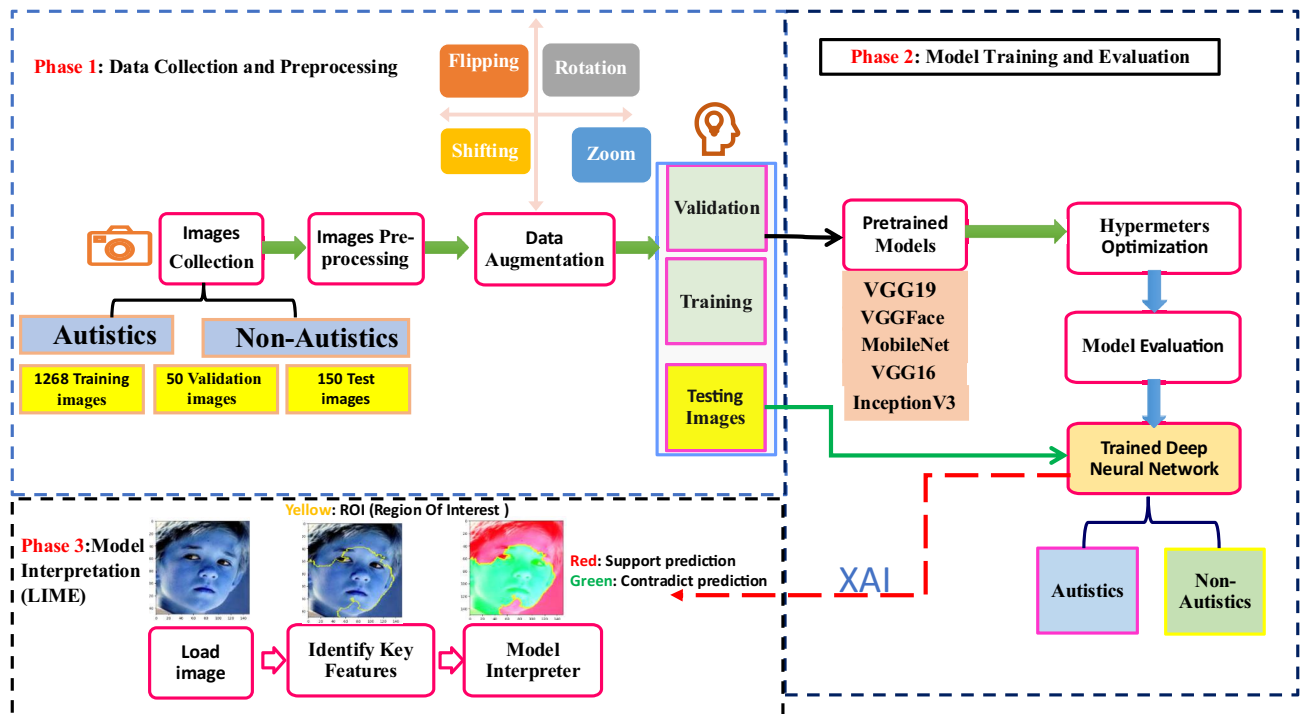 Phase 1: Data Collection and Preprocessing
Flipping
Rotation
Shifting
Zoom
Images
Collection
Images Pre-
processing
Data
Augmentation
Validation
Training
Testing
Images
Autistics
Non-Autistics
1268 Training
images
50 Validation
images
150 Test
images
Phase 2: Model Training and Evaluation
Pretrained
Models
VGG19
VGGFace
MobileNet
VGG16
InceptionV3
Hypermeters
Optimization
Model Evaluation
Trained Deep
Neural Network
Autistics
Non-
Autistics
XAI
Phase 3:Model
Interpretation
(LIME)
Yellow: ROI (Region Of Interest )
Red: Support prediction
Green: Contradict prediction
Load
image
Identify Key
Features
Model
Interpreter